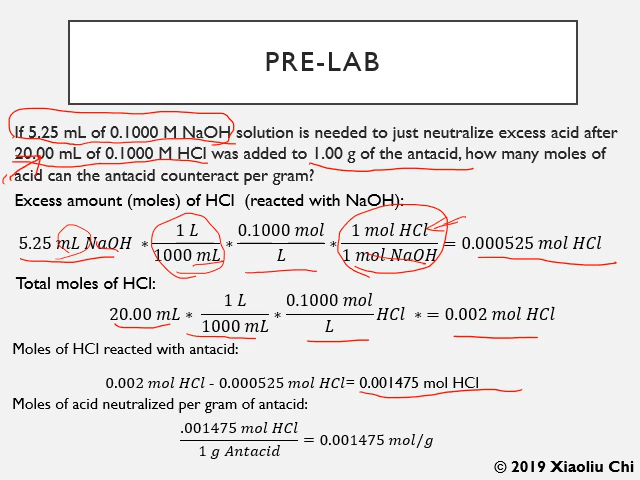 PRE-LAB
If 5.25 mL of 0.1000 M NaOH solution is needed to just neutralize excess acid after
20.00 mL of 0.1000 M HCl was added to 1.00 g of the antacid, how many moles of
acid can the antacid counteract per gram?
Excess amount (moles) of HCl (reacted with NaOH):
5.25 mL NaOH * 1 L / 1000 mL * 0.1000 mol / L * 1 mol HCl / 1 mol NaOH = 0.000525 mol HCl
Total moles of HCl:
20.00 mL * 1 L / 1000 mL * 0.1000 mol / L HCl * = 0.002 mol HCl
Moles of HCl reacted with antacid:
0.002 mol HCl - 0.000525 mol HCl= 0.001475 mol HCl
Moles of acid neutralized per gram of antacid:
.001475 mol HCl / 1 g Antacid = 0.001475 mol/g
© 2019 Xiaoliu Chi